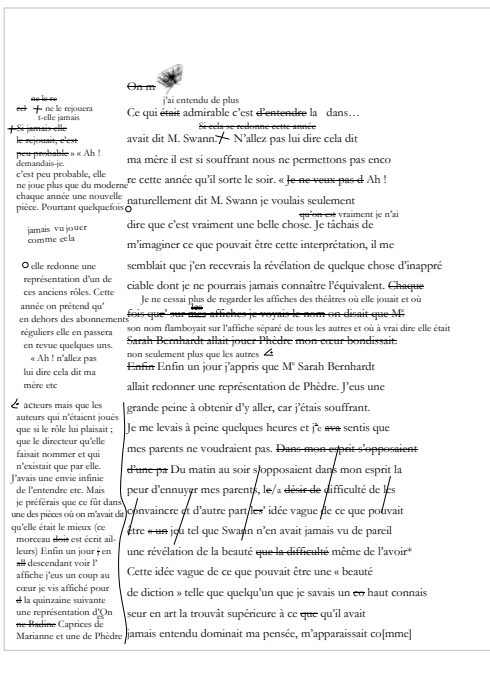 On m
j'ai entendu de plus
Ce qui était admirable c'est d'entendre la dans…
Si cela se redonne cette année
avait dit M. Swann. N'allez pas lui dire cela dit
ma mère il est si souffrant nous ne permettons pas enco
re cette année qu'il sorte le soir. « Je ne veux pas d Ah !
naturellement dit M. Swann je voulais seulement
qu'on est vraiment je n'ai
dire que c'est vraiment une belle chose. Je tâchais de
m'imaginer ce que pouvait être cette interprétation, il me
semblait que j'en recevrais la révélation de quelque chose d'inappré
ciable dont je ne pourrais jamais connaître l'équivalent. Chaque
Je ne cessai plus de regarder les affiches des théâtres où elle jouait et où
les
fois que' sur mes affiches je voyais le nom on disait que Me
son nom flamboyait sur l'affiche séparé de tous les autres et où à vrai dire elle était
Sarah Bernhardt allait jouer Phèdre mon cœur bondissait.
non seulement plus que les autres
Enfin Enfin un jour j'appris que Me Sarah Bernhardt
allait redonner une représentation de Phèdre. J'eus une
grande peine à obtenir d'y aller, car j'étais souffrant.
Je me levais à peine quelques heures et j'e ava sentis que
mes parents ne voudraient pas. Dans mon esprit s'opposaient
d'une pa Du matin au soir s'opposaient dans mon esprit la
peur d'ennuyer mes parents, le/a désir de difficulté de les
convaincre et d'autre part les' idée vague de ce que pouvait
être « un jeu tel que Swann n'en avait jamais vu de pareil
une révélation de la beauté que la difficulté même de l'avoir*
Cette idée vague de ce que pouvait être une « beauté
de diction » telle que quelqu'un que je savais un co haut connais
seur en art la trouvât supérieure à ce que qu'il avait
jamais entendu dominait ma pensée, m'apparaissait co[mme]
ne le re
ecl ne le rejouera
t-elle jamais
Si jamais elle
le rejouait, c'est
peu probable » « Ah !
demandais-je.
c'est peu probable, elle
ne joue plus que du moderne
chaque année une nouvelle
pièce. Pourtant quelquefois
jamais vu jouer
comme cela
elle redonne une
représentation d'un de
ces anciens rôles. Cette
année on prétend qu'
en dehors des abonnements
réguliers elle en passera
en revue quelques uns.
« Ah ! n'allez pas
lui dire cela dit ma
mère etc
acteurs mais que les
auteurs qui n'étaient joués
que si le rôle lui plaisait ;
que le directeur qu'elle
faisait nommer et qui
n'existait que par elle.
J'avais une envie infinie
de l'entendre etc. Mais
je préférais que ce fût dans
une des pièces où on m'avait dit
qu'elle était le mieux (ce
morceau doit est écrit ail-
leurs) Enfin un jour j en
all descendant voir l'
affiche j'eus un coup au
cœur je vis affiché pour
d la quinzaine suivante
une représentation d'On
es
ne Badine Caprices de
Marianne et une de Phèdre